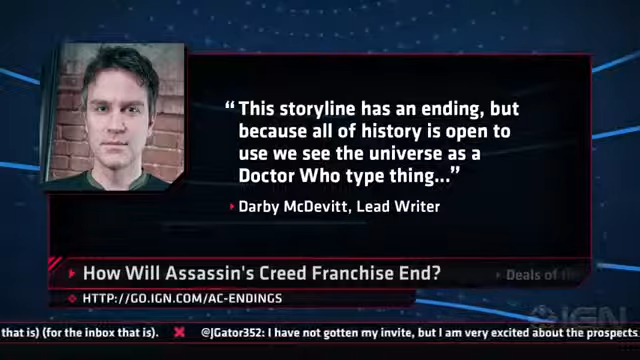 “ This storyline has an ending, but
because all of history is open to
use we see the universe as a
Doctor Who type thing...”
Darby McDevitt, Lead Writer
How Will Assassin's Creed Franchise End?
Deals of th
HTTP://GO.IGN.COM/AC-ENDINGS
IGN
that is) (for the inbox that is). @JGator352: I have not gotten my invite, but I am very excited about the prospects